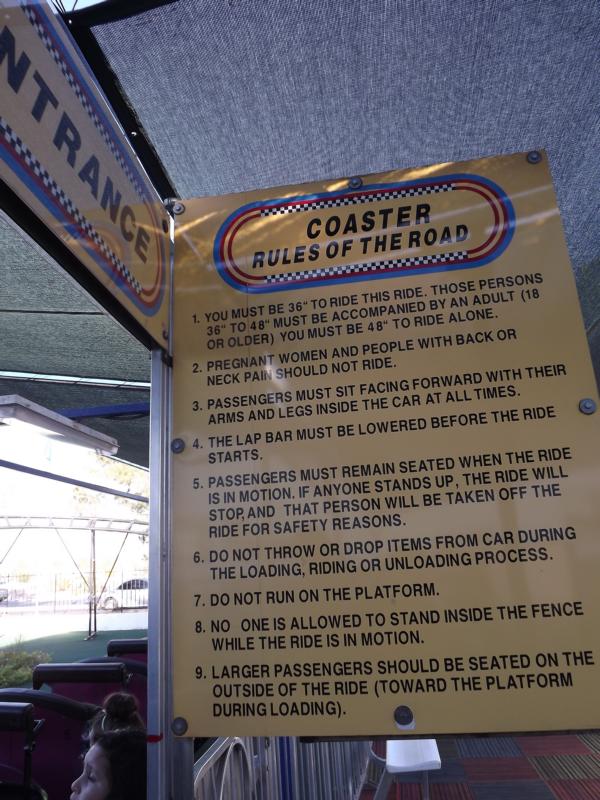 NTRANCE
COASTER
RULES OF THE ROAD
1. YOU MUST BE 36" TO RIDE THIS RIDE. THOSE PERSONS
36" TO 48" MUST BE ACCOMPANIED BY AN ADULT (18
OR OLDER) YOU MUST BE 48" TO RIDE ALONE.
2. PREGNANT WOMEN AND PEOPLE WITH BACK OR
NECK PAIN SHOULD NOT RIDE.
3. PASSENGERS MUST SIT FACING FORWARD WITH THEIR
ARMS AND LEGS INSIDE THE CAR AT ALL TIMES.
4. THE LAP BAR MUST BE LOWERED BEFORE THE RIDE
STARTS.
5. PASSENGERS MUST REMAIN SEATED WHEN THE RIDE
IS IN MOTION. IF ANYONE STANDS UP, THE RIDE WILL
STOP, AND THAT PERSON WILL BE TAKEN OFF THE
RIDE FOR SAFETY REASONS.
6. DO NOT THROW OR DROP ITEMS FROM CAR DURING
THE LOADING, RIDING OR UNLOADING PROCESS.
7. DO NOT RUN ON THE PLATFORM.
8. NO ONE IS ALLOWED TO STAND INSIDE THE FENCE
WHILE THE RIDE IS IN MOTION.
9. LARGER PASSENGERS SHOULD BE SEATED ON THE
OUTSIDE OF THE RIDE (TOWARD THE PLATFORM
DURING LOADING).